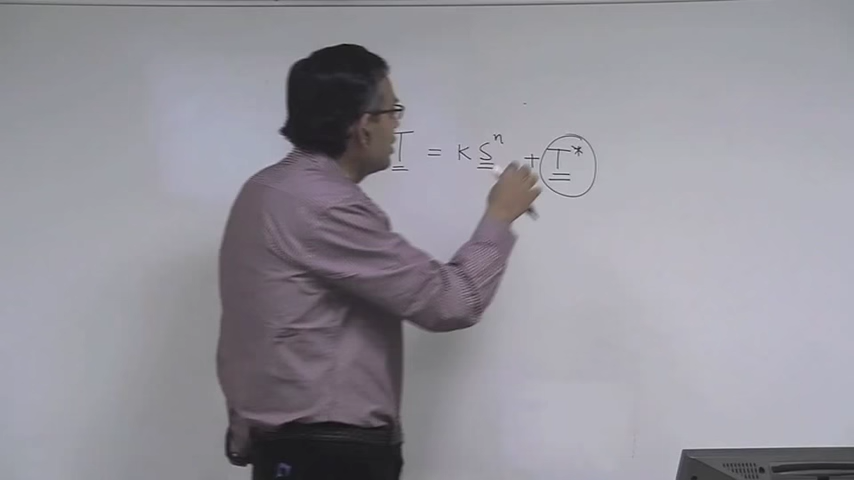 T = K S^n + T*